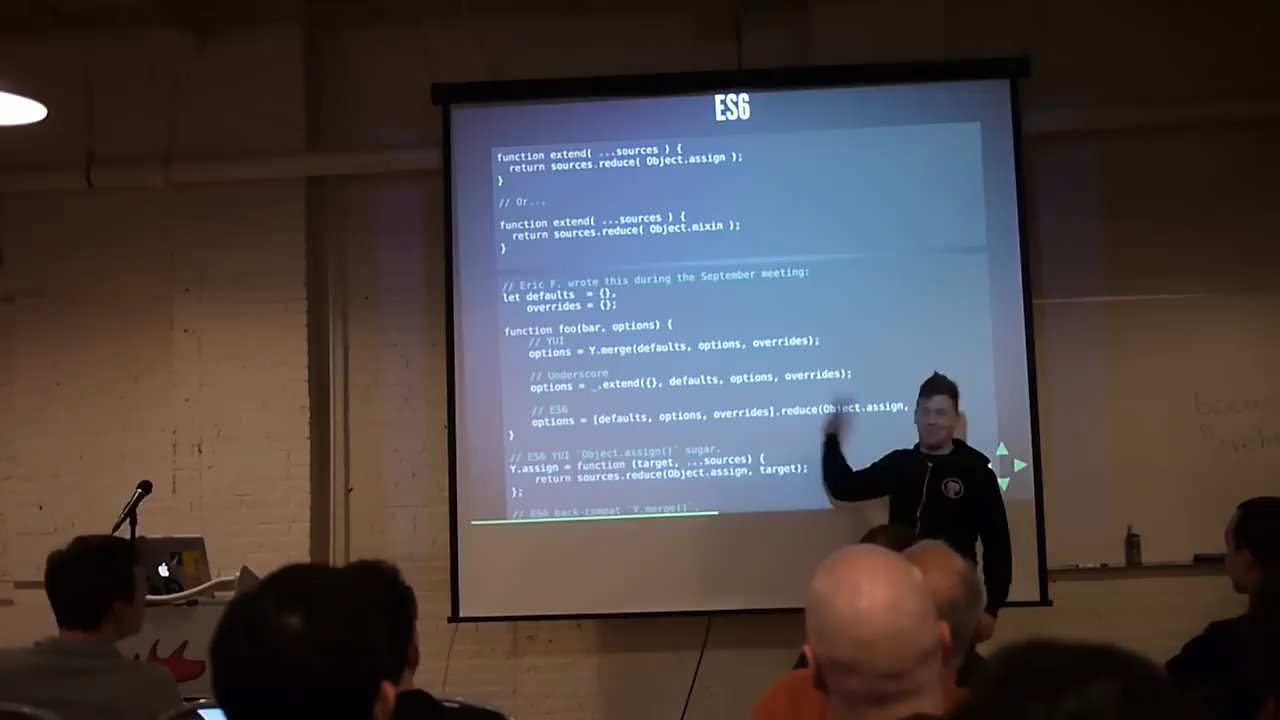 ES6
function extend( ...sources ) {
  return sources.reduce( Object.assign );
}
// Or...
function extend( ...sources ) {
  return sources.reduce( Object.mixin );
}
// Eric F. wrote this during the September meeting:
let defaults  = {},
    overrides = {};
function foo(bar, options) {
    // YUI
    options = Y.merge(defaults, options, overrides);
    // Underscore
    options = _.extend({}, defaults, options, overrides);
    // ES6
    options = [defaults, options, overrides].reduce(Object.assign,
}
// ES6 YUI `Object.assign()` sugar.
Y.assign = function (target, ...sources) {
    return sources.reduce(Object.assign, target);
};
// ES6 back-compat `Y.merge()`.